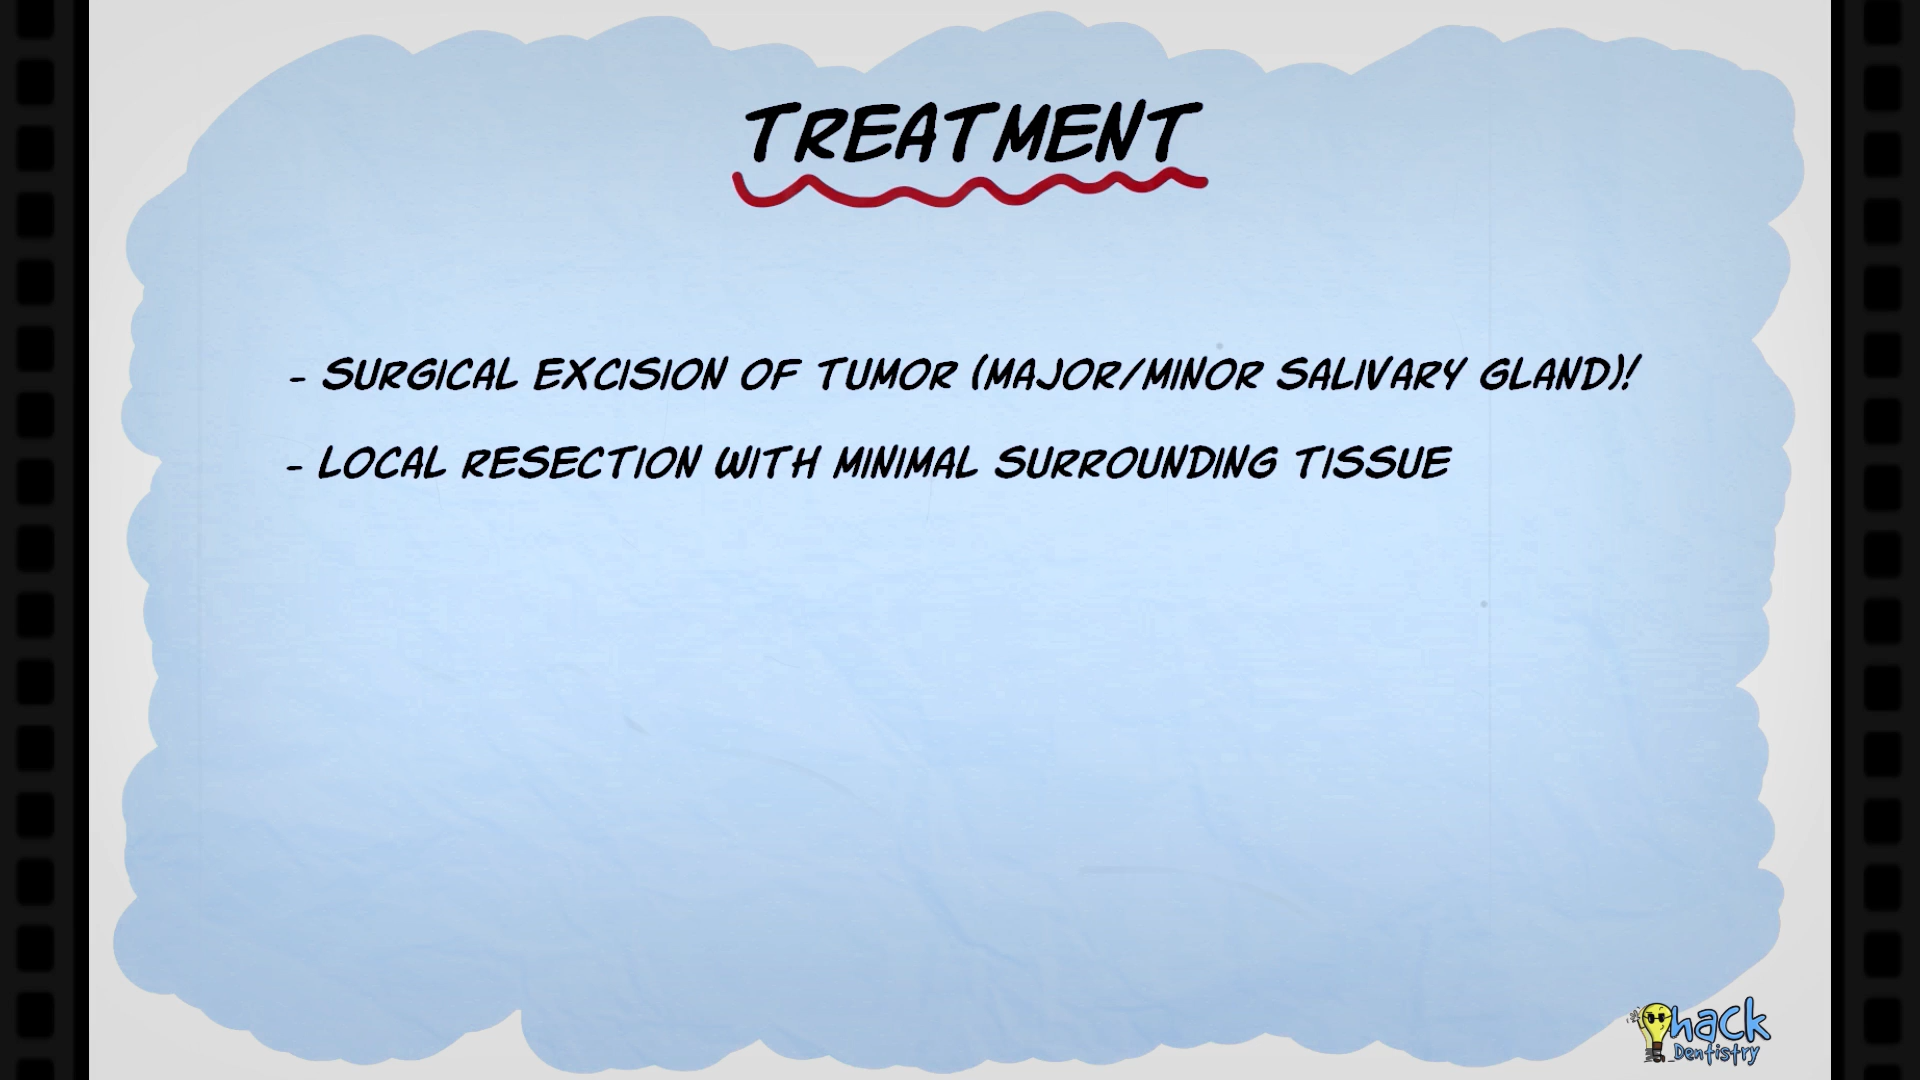 TREATMENT
- SURGICAL EXCISION OF TUMOR (MAJOR/MINOR SALIVARY GLAND)!
- LOCAL RESECTION WITH MINIMAL SURROUNDING TISSUE
hack
Dentistry